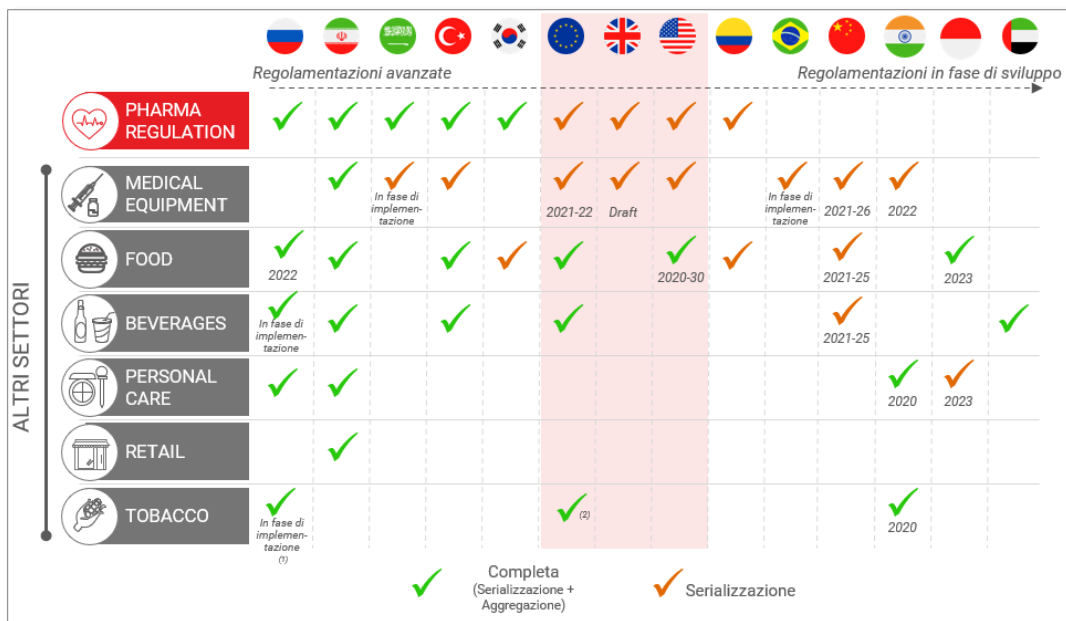 Regolamentazioni avanzate
Regolamentazioni in fase di sviluppo
PHARMA
REGULATION
ALTRI SETTORI
MEDICAL
EQUIPMENT
In fase di
implemen-
tazione
2021-22
Draft
In fase di
implemen-
tazione
2021-26
2022
FOOD
2022
2020-30
2021-25
2023
BEVERAGES
In fase di
implemen-
tazione
2021-25
PERSONAL
CARE
2020
2023
RETAIL
TOBACCO
In fase di
implemen-
tazione
(1)
(2)
2020
Completa
(Serializzazione +
Aggregazione)
Serializzazione